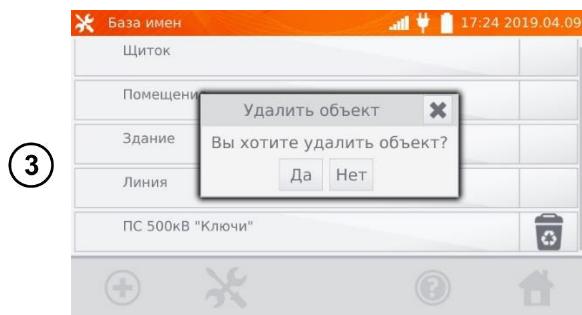 База имен 17:24 2019.04.09
Щиток
Помещени
Удалить объект
Здание
Вы хотите удалить объект?
3
Да Нет
Линия
ПС 500кВ "Ключи"